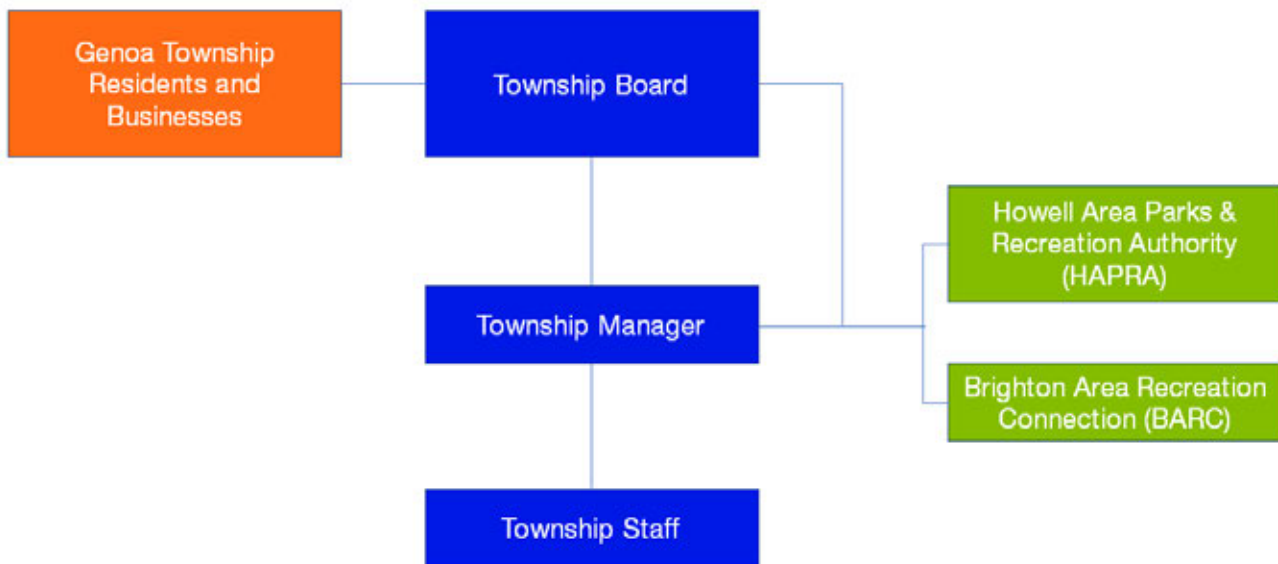 Genoa Township
Residents and
Businesses
Township Board
Howell Area Parks &
Recreation Authority
(HAPRA)
Township Manager
Brighton Area Recreation
Connection (BARC)
Township Staff